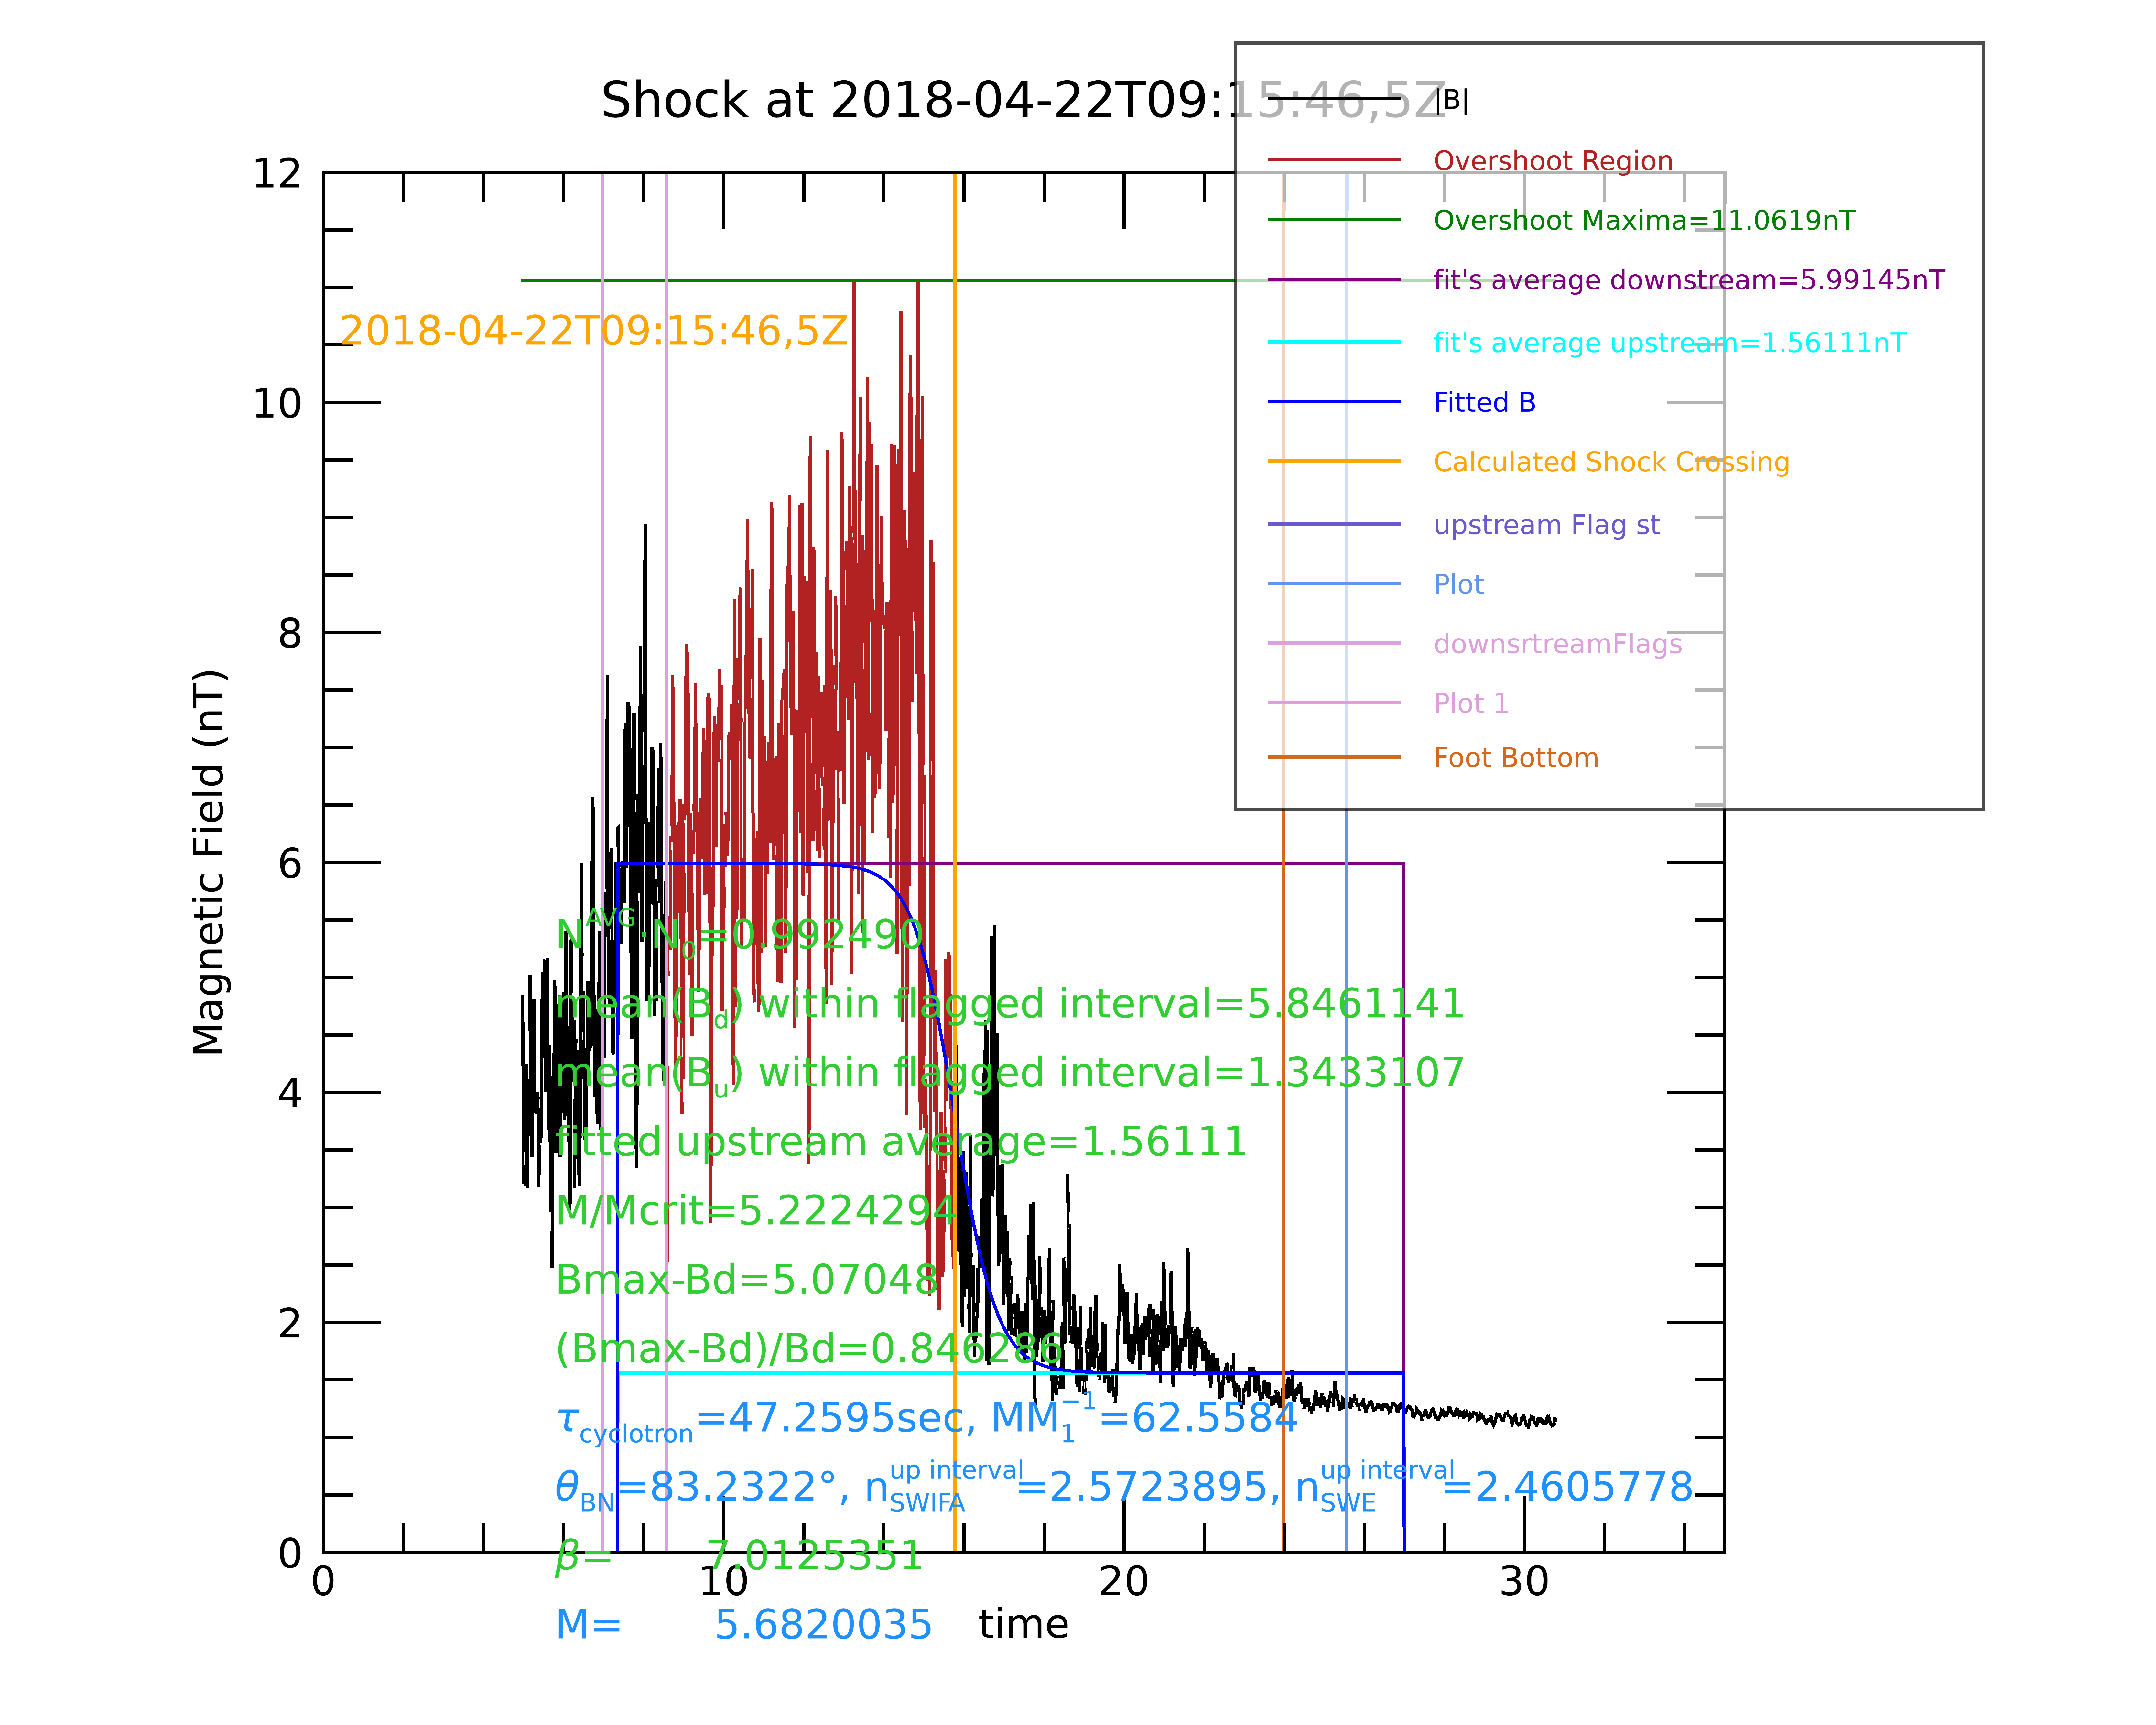 Shock at 2018-04-22T09:15:46,5Z
|B|
Overshoot Region
Overshoot Maxima=11.0619nT
fit's average downstream=5.99145nT
fit's average upstream=1.56111nT
Fitted B
Calculated Shock Crossing
upstream Flag st
Plot
downsrtreamFlags
Plot 1
Foot Bottom
2018-04-22T09:15:46,5Z
Magnetic Field (nT)
12
10
8
6
4
2
0
N^AVG·N_0=0.992490
mean(B_d) within flagged interval=5.8461141
mean(B_u) within flagged interval=1.3433107
fitted upstream average=1.56111
M/Mcrit=5.2224294
Bmax-Bd=5.07048
(Bmax-Bd)/Bd=0.846286
τ_cyclotron=47.2595sec, MM_1^−1=62.5584
θ_BN=83.2322°, n_SWIFA^up interval=2.5723895, n_SWE^up interval=2.4605778
β= 7.0125351
M= 5.6820035
0 10 20 30
time